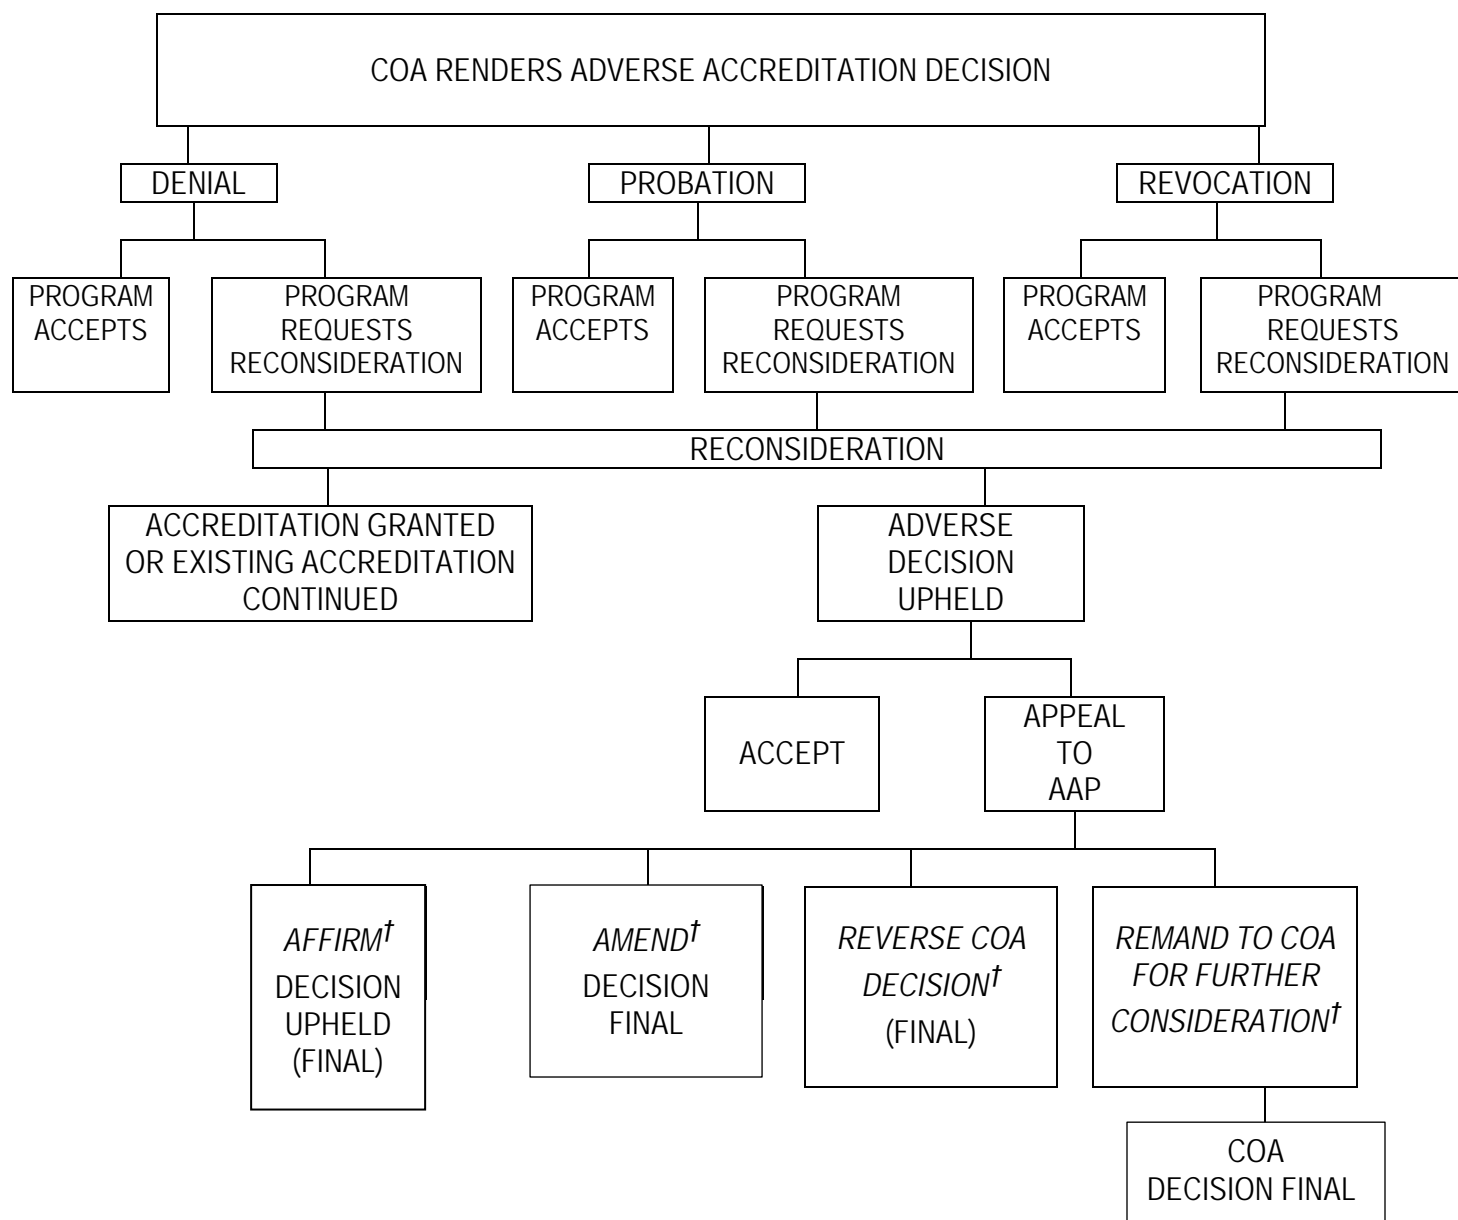 COA RENDERS ADVERSE ACCREDITATION DECISION
DENIAL
PROBATION
REVOCATION
PROGRAM
ACCEPTS
PROGRAM
REQUESTS
RECONSIDERATION
PROGRAM
ACCEPTS
PROGRAM
REQUESTS
RECONSIDERATION
PROGRAM
ACCEPTS
PROGRAM
REQUESTS
RECONSIDERATION
RECONSIDERATION
ACCREDITATION GRANTED
OR EXISTING ACCREDITATION
CONTINUED
ADVERSE
DECISION
UPHELD
ACCEPT
APPEAL
TO
AAP
AFFIRM†
DECISION
UPHELD
(FINAL)
AMEND†
DECISION
FINAL
REVERSE COA
DECISION†
(FINAL)
REMAND TO COA
FOR FURTHER
CONSIDERATION†
COA
DECISION FINAL